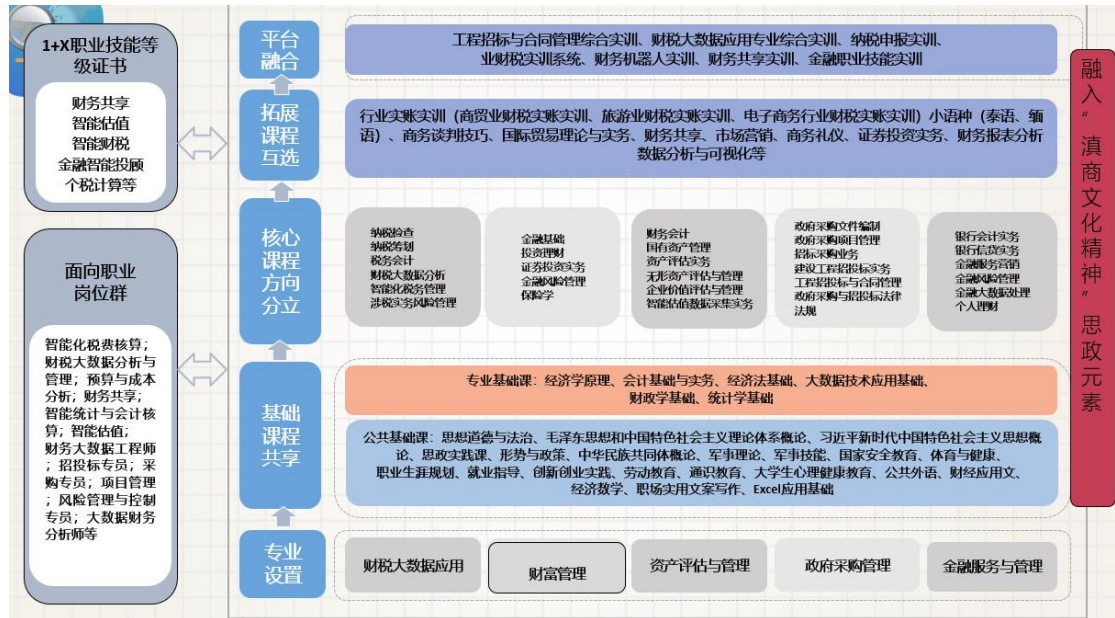 1+X职业技能等
级证书
财务共享
智能估值
智能财税
金融智能投顾
个税计算等
面向职业
岗位群
智能化税费核算；
财税大数据分析与
管理；预算与成本
分析；财务共享；
智能统计与会计核
算；智能估值；
财务大数据工程师
；招投标专员；采
购专员；项目管理
；风险管理与控制
专员；大数据财务
分析师等
平台
融合
工程招标与合同管理综合实训、财税大数据应用专业综合实训、纳税申报实训、
业财税实训系统、财务机器人实训、财务共享实训、金融职业技能实训
拓展
课程
互选
行业实账实训（商贸业财税实账实训、旅游业财税实账实训、电子商务行业财税实账实训）小语种（泰语、缅
语）、商务谈判技巧、国际贸易理论与实务、财务共享、市场营销、商务礼仪、证券投资实务、财务报表分析
数据分析与可视化等
核心
课程
方向
分立
纳税检查
纳税筹划
税务会计
财税大数据分析
智能化税务管理
涉税实务风险管理
金融基础
投资理财
证券投资实务
金融风险管理
保险学
财务会计
国有资产管理
资产评估实务
无形资产评估与管理
企业价值评估与管理
智能估值数据采集实务
政府采购文件编制
政府采购项目管理
招标采购业务
建设工程招投标实务
工程招投标与合同管理
政府采购与招投标法律
法规
银行会计实务
银行信贷实务
金融服务营销
金融风险管理
金融大数据处理
个人理财
基础
课程
共享
专业基础课：经济学原理、会计基础与实务、经济法基础、大数据技术应用基础、
财政学基础、统计学基础
公共基础课：思想道德与法治、毛泽东思想和中国特色社会主义理论体系概论、习近平新时代中国特色社会主义思想概
论、思政实践课、形势与政策、中华民族共同体概论、军事理论、军事技能、国家安全教育、体育与健康、
职业生涯规划、就业指导、创新创业实践、劳动教育、通识教育、大学生心理健康教育、公共外语、财经应用文、
经济数学、职场实用文案写作、Excel应用基础
专业
设置
财税大数据应用
财富管理
资产评估与管理
政府采购管理
金融服务与管理
融入“滇商文化精神”思政元素